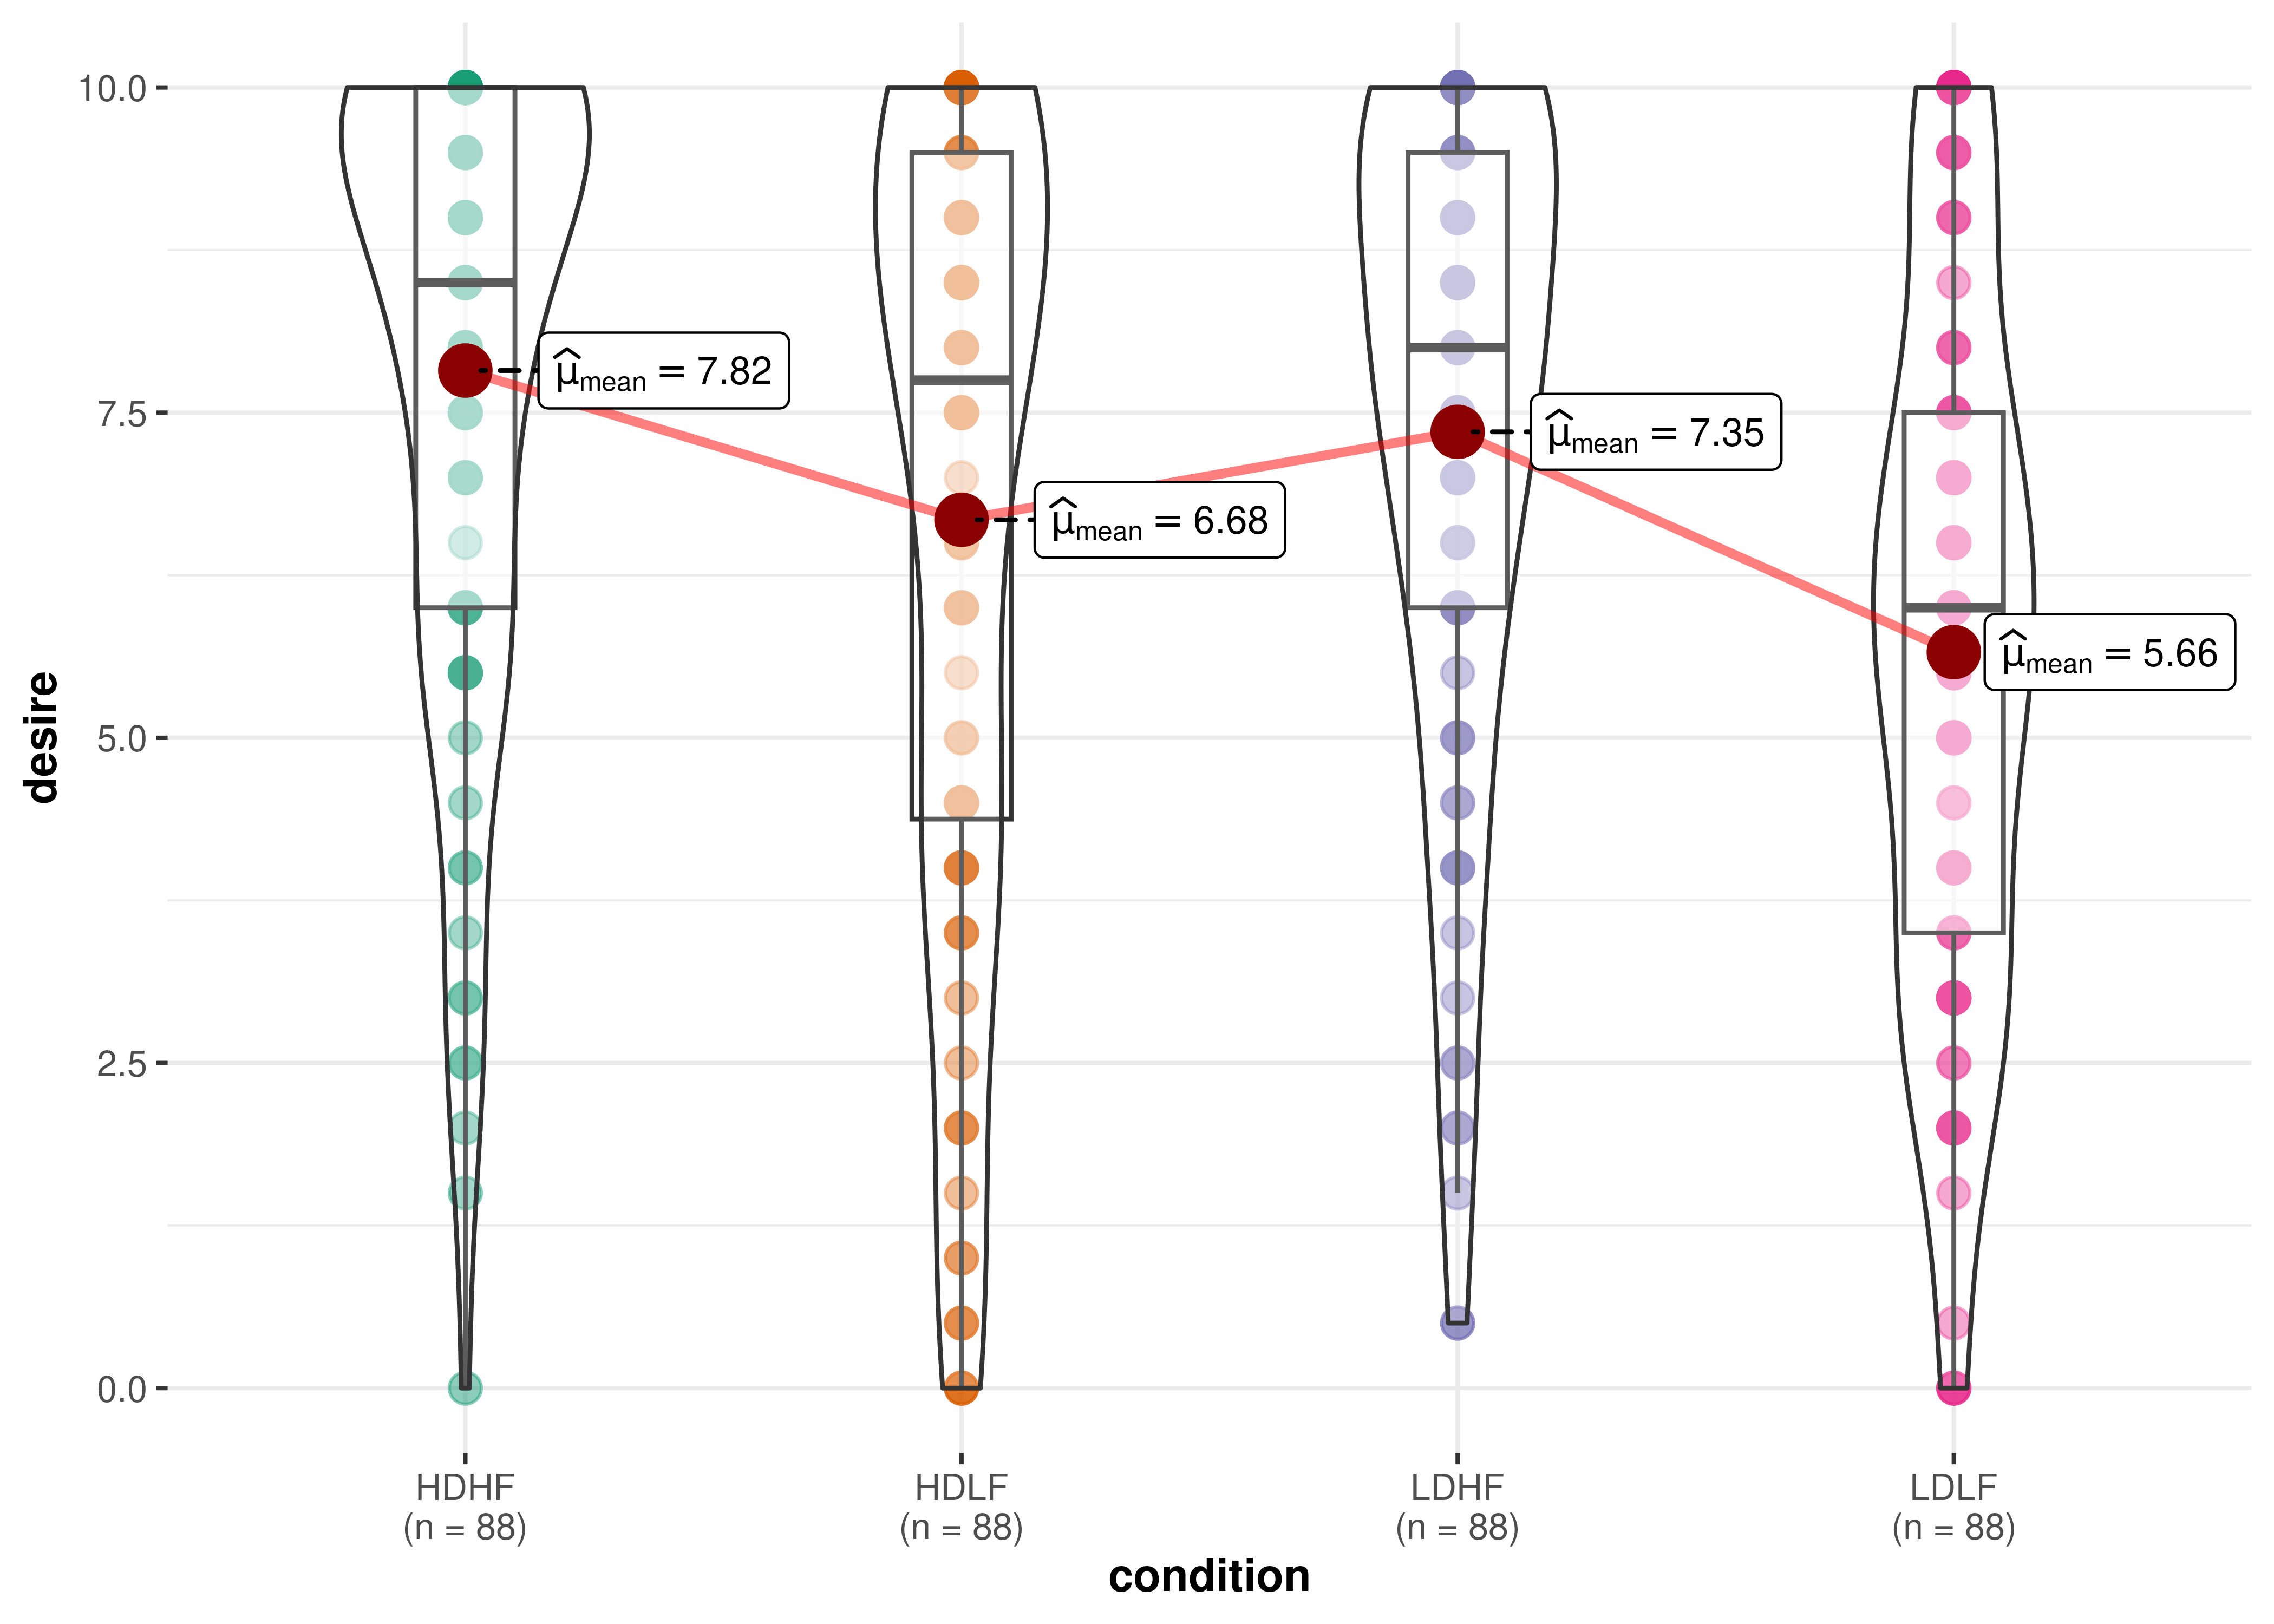 10.0
7.5
5.0
2.5
0.0
desire
μ̂mean = 7.82
μ̂mean = 6.68
μ̂mean = 7.35
μ̂mean = 5.66
HDHF
(n = 88)
HDLF
(n = 88)
LDHF
(n = 88)
LDLF
(n = 88)
condition